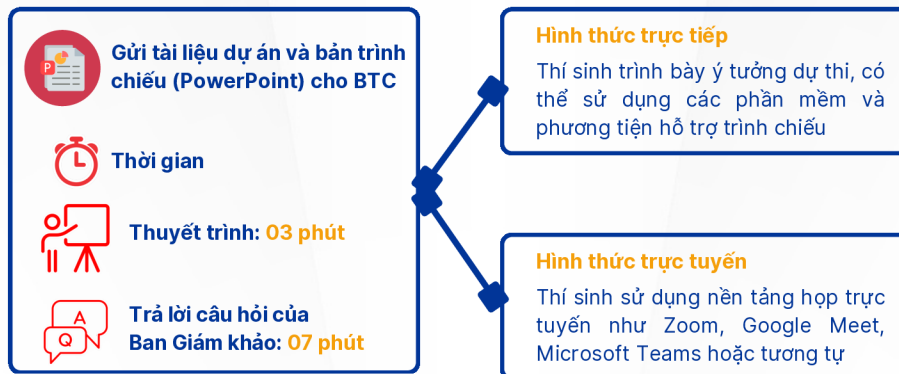 P
Gửi tài liệu dự án và bản trình
chiếu (PowerPoint) cho BTC
Thời gian
Thuyết trình: 03 phút
A
Q
Trả lời câu hỏi của
Ban Giám khảo: 07 phút
Hình thức trực tiếp
Thí sinh trình bày ý tưởng dự thi, có
thể sử dụng các phần mềm và
phương tiện hỗ trợ trình chiếu
Hình thức trực tuyến
Thí sinh sử dụng nền tảng họp trực
tuyến như Zoom, Google Meet,
Microsoft Teams hoặc tương tự